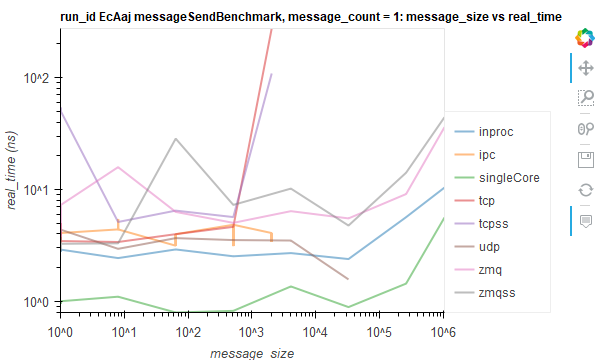 run_id EcAaj messageSendBenchmark, message_count = 1: message_size vs real_time
10^2
10^1
10^0
real_time (ns)
10^0 10^1 10^2 10^3 10^4 10^5 10^6
message_size
inproc
ipc
singleCore
tcp
tcpss
udp
zmq
zmqss